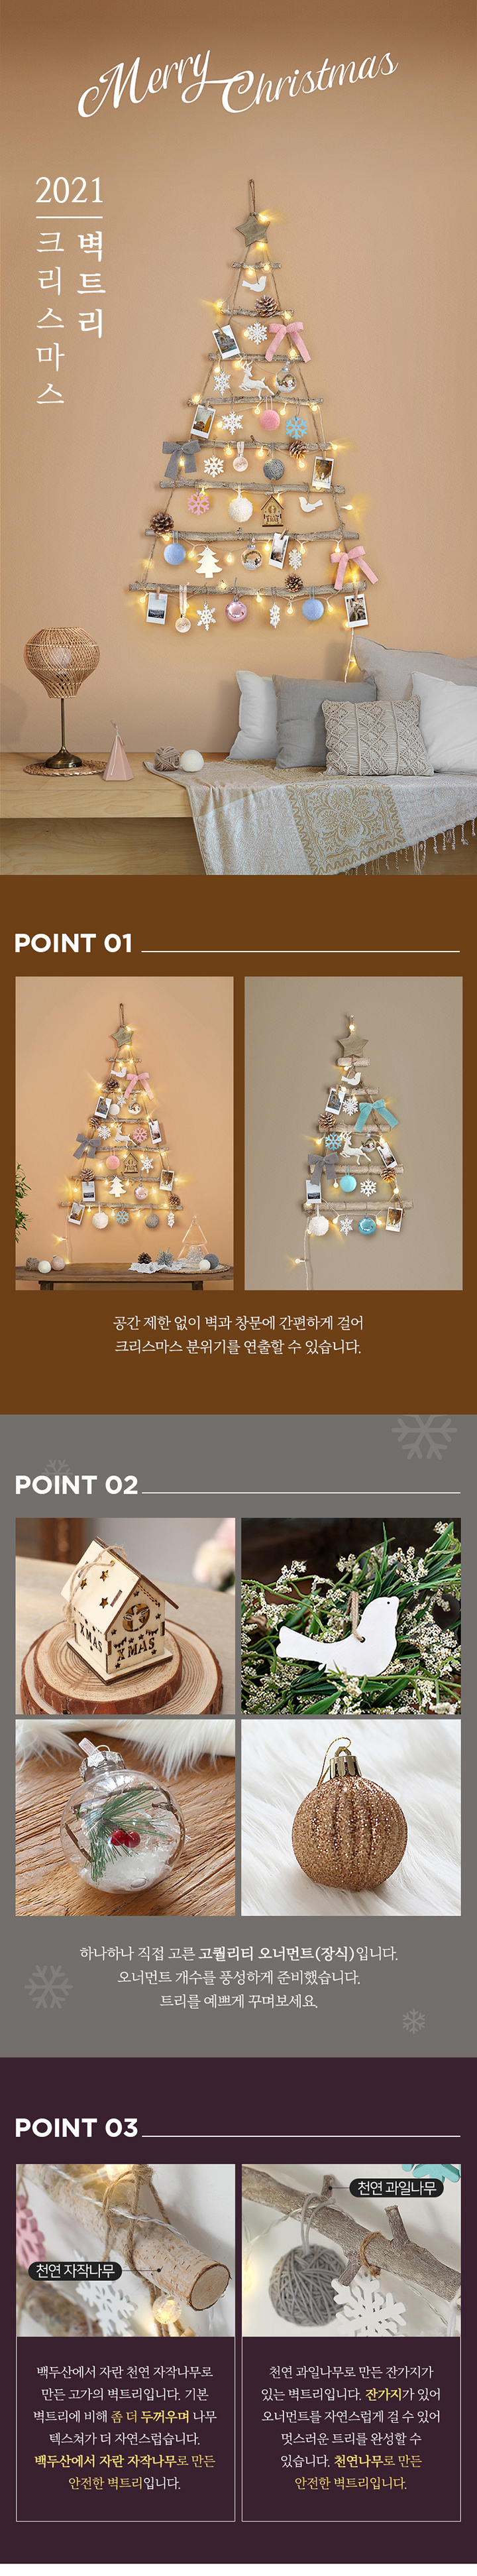 Merry Christmas
2021
크리스마스
벽트리
POINT 01
공간 제한 없이 벽과 창문에 간편하게 걸어
크리스마스 분위기를 연출할 수 있습니다.
POINT 02
XMAS
XMAS
하나하나 직접 고른 고퀄리티 오너먼트(장식)입니다.
오너먼트 개수를 풍성하게 준비했습니다.
트리를 예쁘게 꾸며보세요.
POINT 03
천연 자작나무
천연 과일나무
백두산에서 자란 천연 자작나무로
만든 고가의 벽트리입니다. 기본
벽트리에 비해 좀 더 두꺼우며 나무
텍스쳐가 더 자연스럽습니다.
백두산에서 자란 자작나무로 만든
안전한 벽트리입니다.
천연 과일나무로 만든 잔가지가
있는 벽트리입니다. 잔가지가 있어
오너먼트를 자연스럽게 걸 수 있어
멋스러운 트리를 완성할 수
있습니다. 천연나무로 만든
안전한 벽트리입니다.